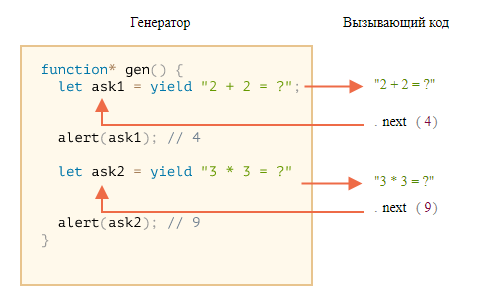 Генератор
Вызывающий код
function* gen() {
let ask1 = yield "2 + 2 = ?";
"2 + 2 = ?"
. next (4)
alert(ask1); // 4
let ask2 = yield "3 * 3 = ?"
"3 * 3 = ?"
. next (9)
alert(ask2); // 9
}